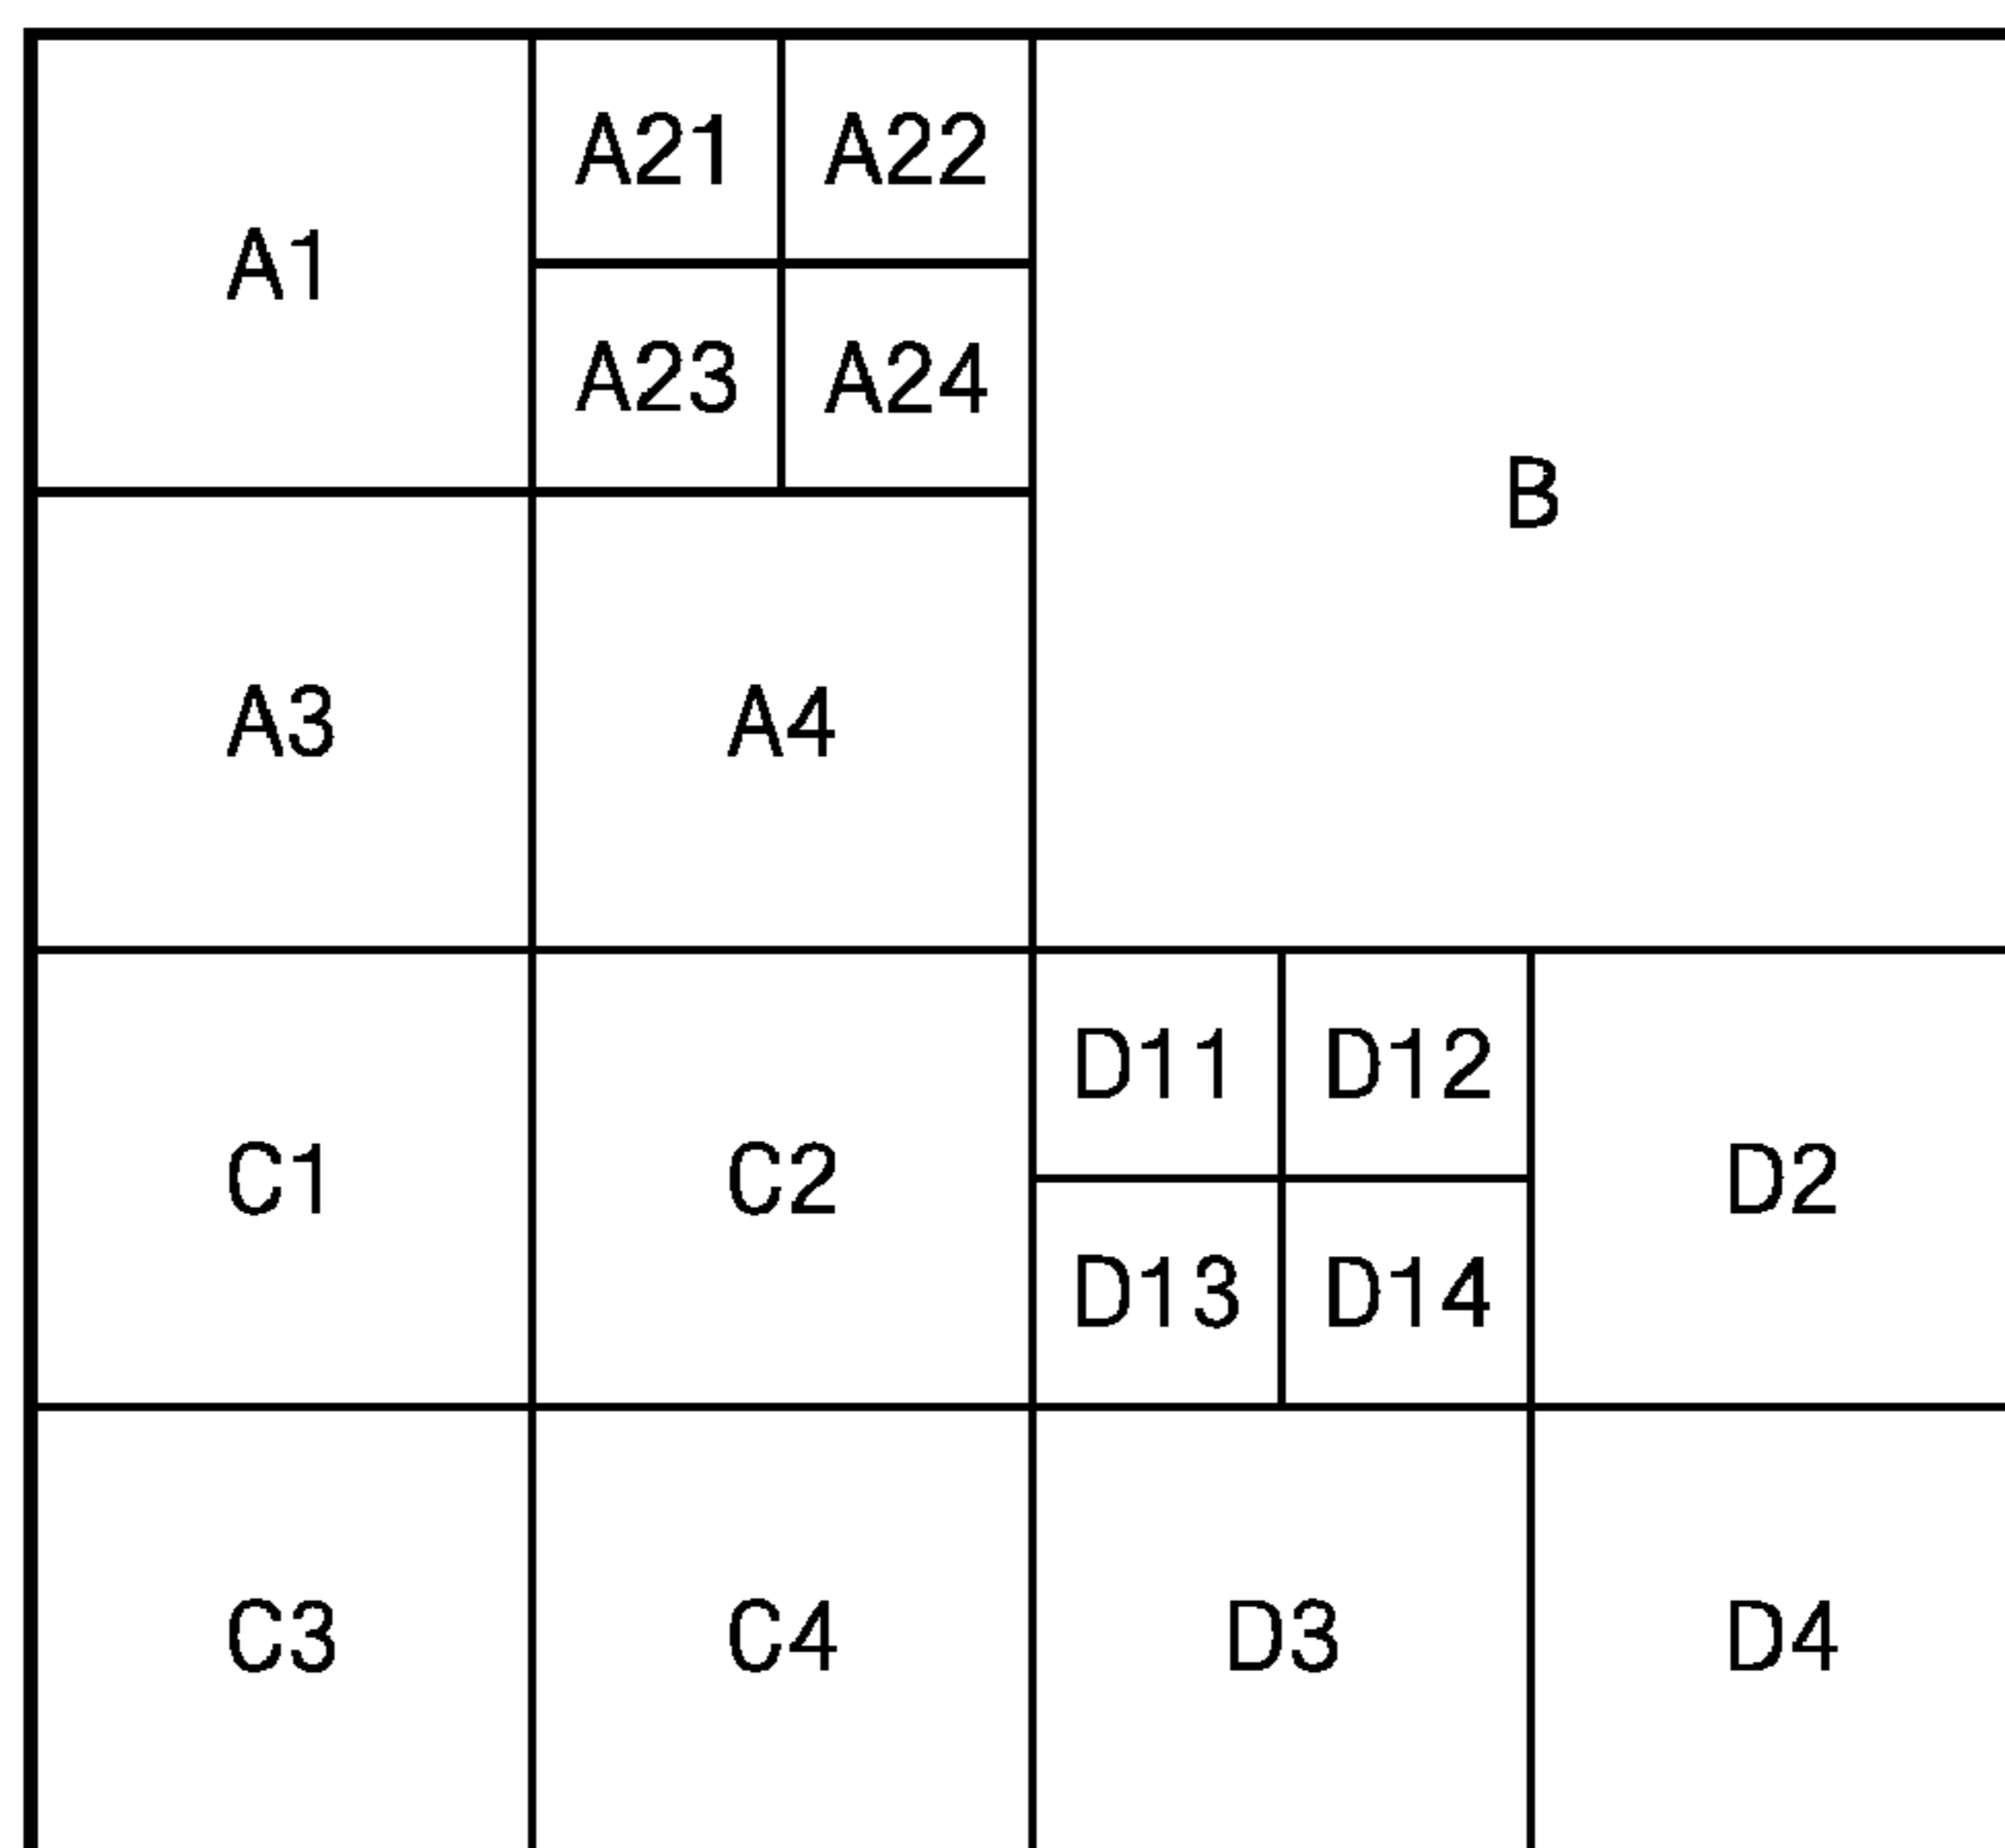 A1
A21 A22
A23 A24
B
A3 A4
C1 C2
D11 D12
D13 D14
D2
C3 C4 D3 D4